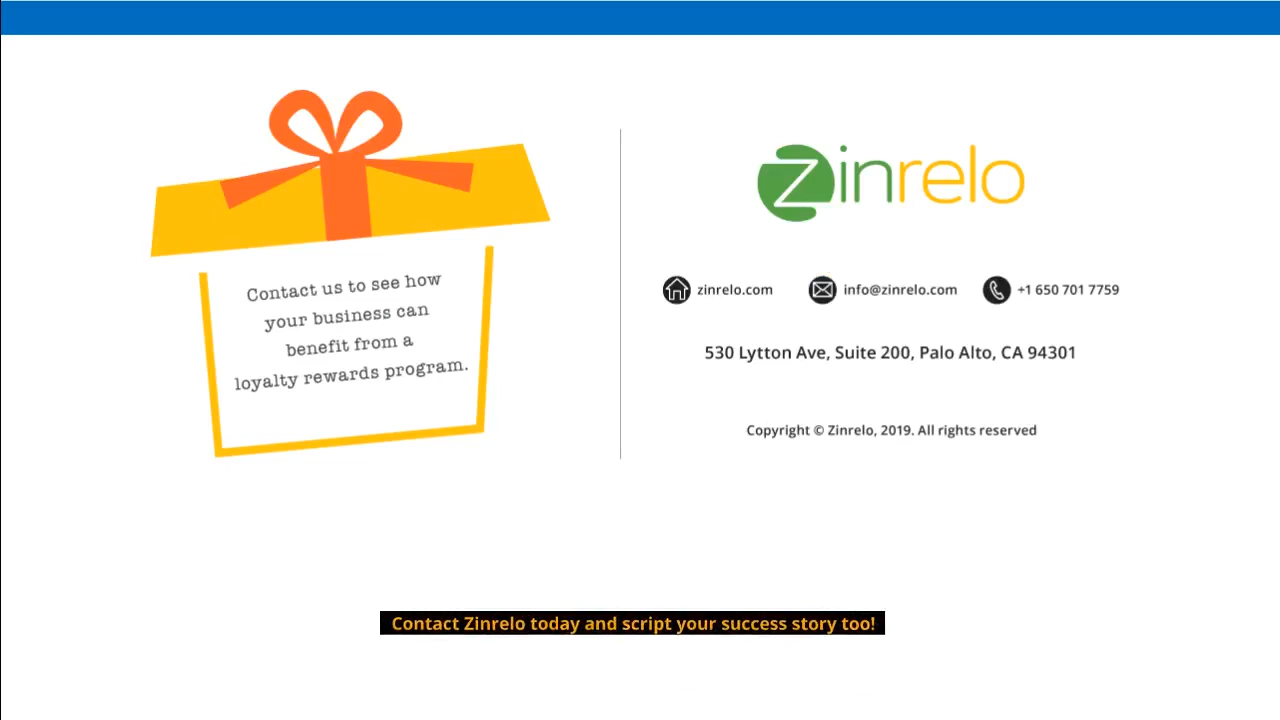 Contact us to see how
your business can
benefit from a
loyalty rewards program.
zinrelo
zinrelo.com info@zinrelo.com +1 650 701 7759
530 Lytton Ave, Suite 200, Palo Alto, CA 94301
Copyright © Zinrelo, 2019. All rights reserved
Contact Zinrelo today and script your success story too!